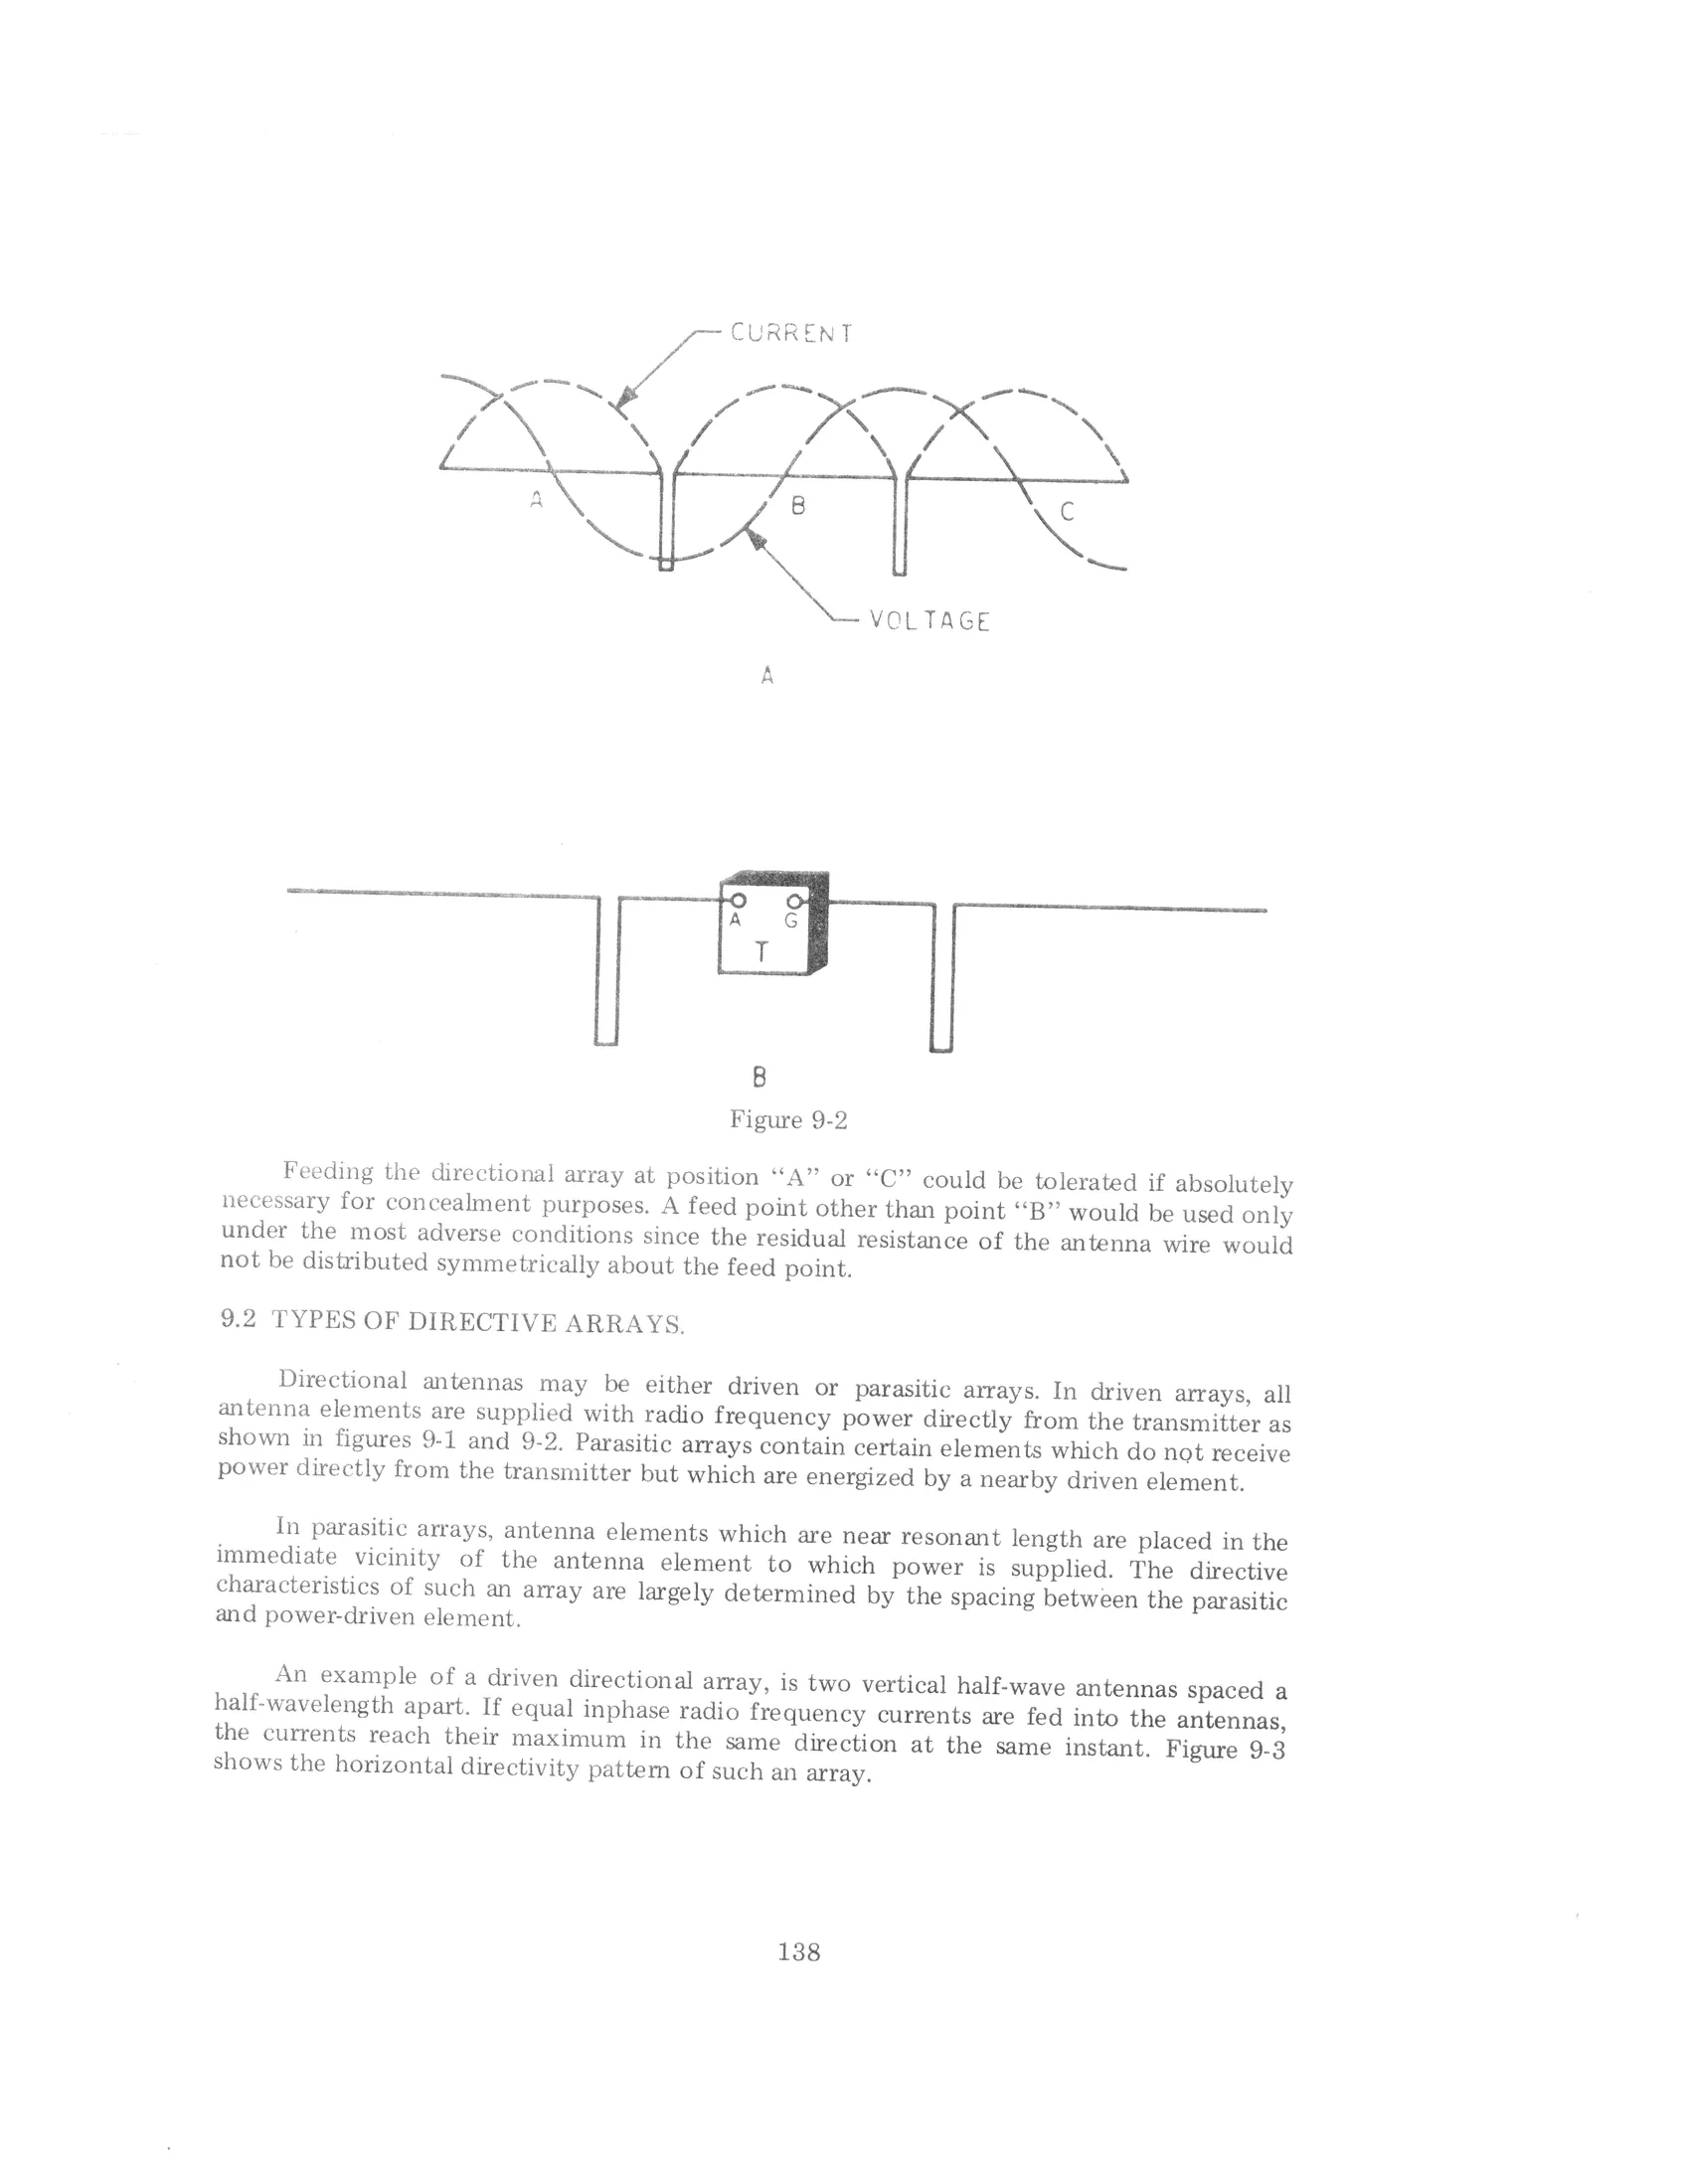 CURRENT
A
B
C
VOLTAGE
A
A G
T
B
Figure 9-2
Feeding the directional array at position “A” or “C” could be tolerated if absolutely
necessary for concealment purposes. A feed point other than point “B” would be used only
under the most adverse conditions since the residual resistance of the antenna wire would
not be distributed symmetrically about the feed point.
9.2 TYPES OF DIRECTIVE ARRAYS.
Directional antennas may be either driven or parasitic arrays. In driven arrays, all
antenna elements are supplied with radio frequency power directly from the transmitter as
shown in figures 9-1 and 9-2. Parasitic arrays contain certain elements which do not receive
power directly from the transmitter but which are energized by a nearby driven element.
In parasitic arrays, antenna elements which are near resonant length are placed in the
immediate vicinity of the antenna element to which power is supplied. The directive
characteristics of such an array are largely determined by the spacing between the parasitic
and power-driven element.
An example of a driven directional array, is two vertical half-wave antennas spaced a
half-wavelength apart. If equal inphase radio frequency currents are fed into the antennas,
the currents reach their maximum in the same direction at the same instant. Figure 9-3
shows the horizontal directivity pattern of such an array.
138